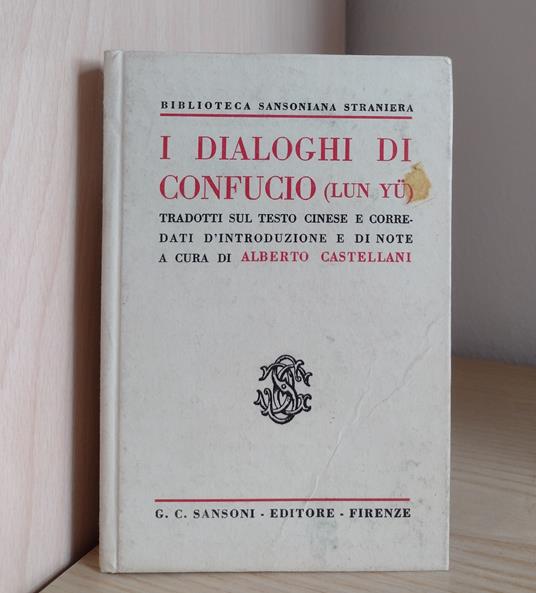 BIBLIOTECA SANSONIANA STRANIERA
I DIALOGHI DI
CONFUCIO (LUN YÜ)
TRADOTTI SUL TESTO CINESE E CORRE-
DATI D'INTRODUZIONE E DI NOTE
A CURA DI ALBERTO CASTELLANI
G. C. SANSONI - EDITORE - FIRENZE